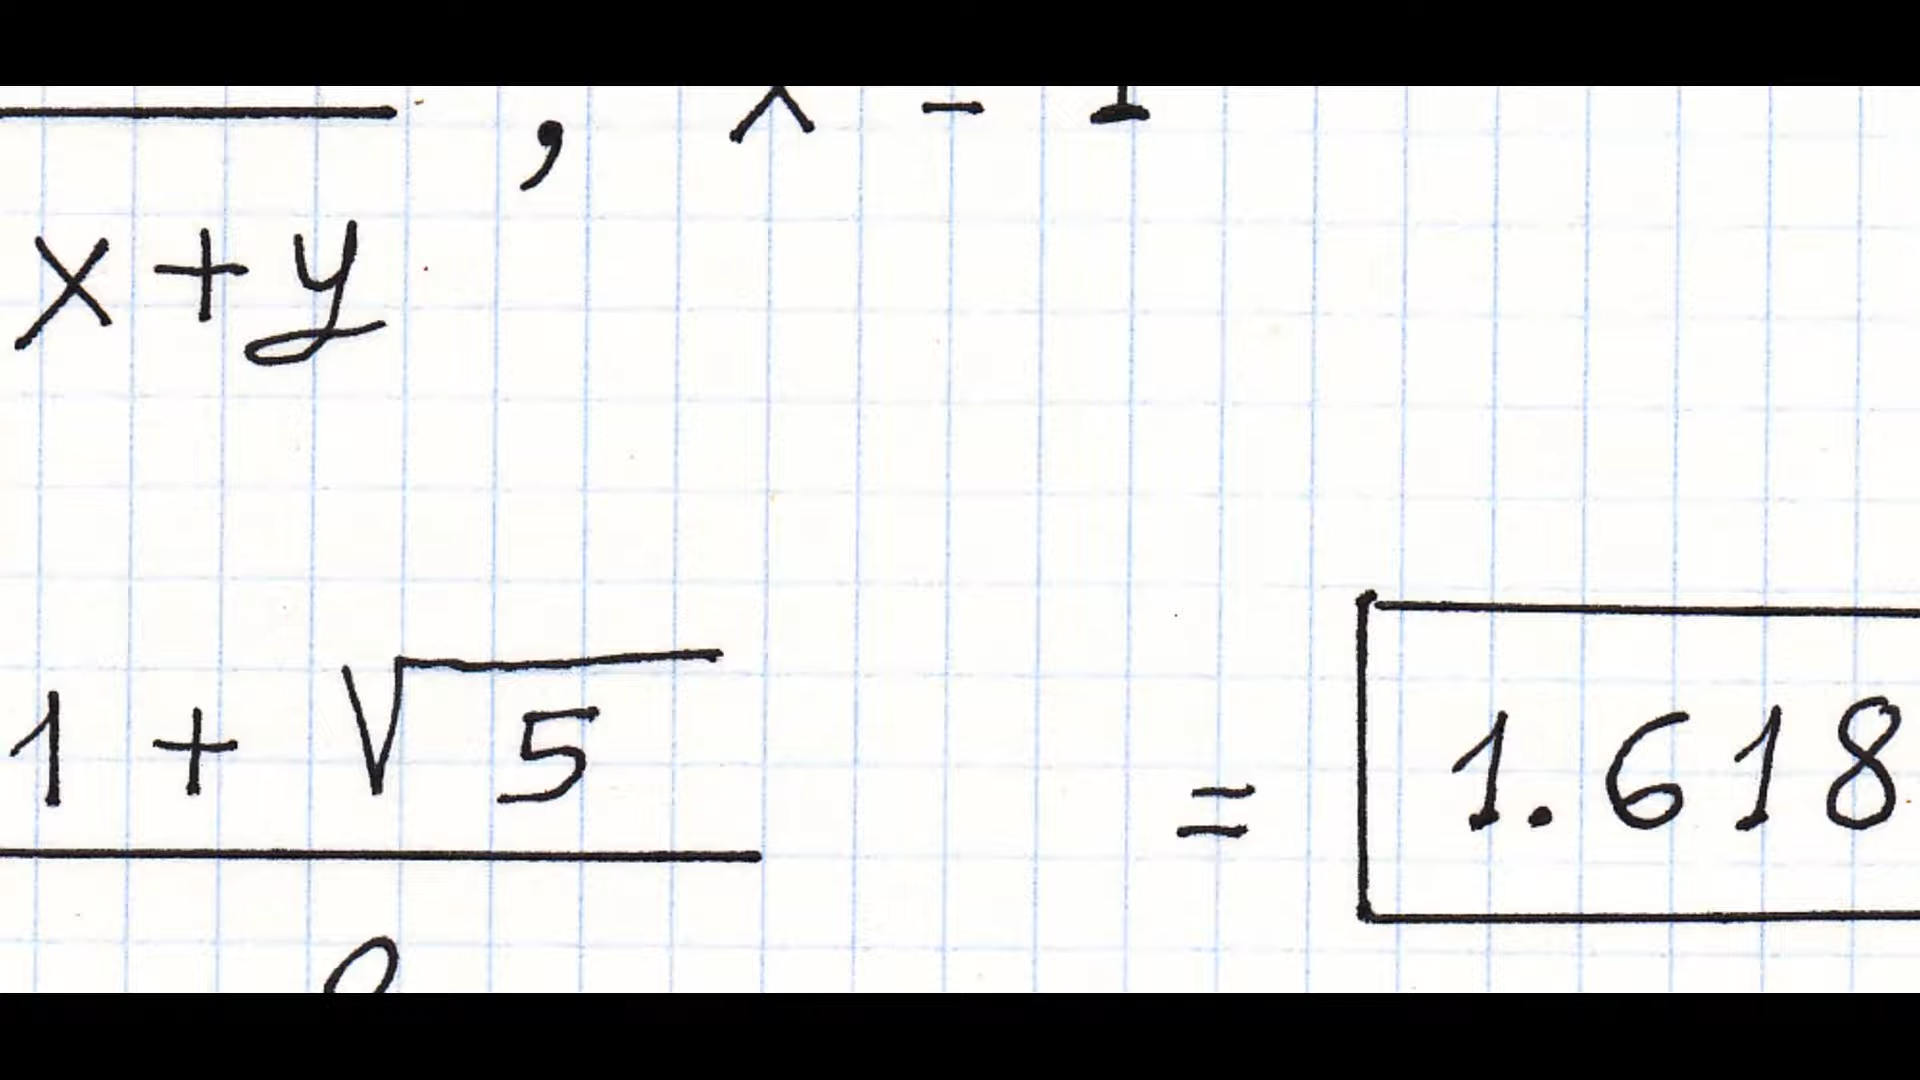 x + y
1 + √5
= 1.618